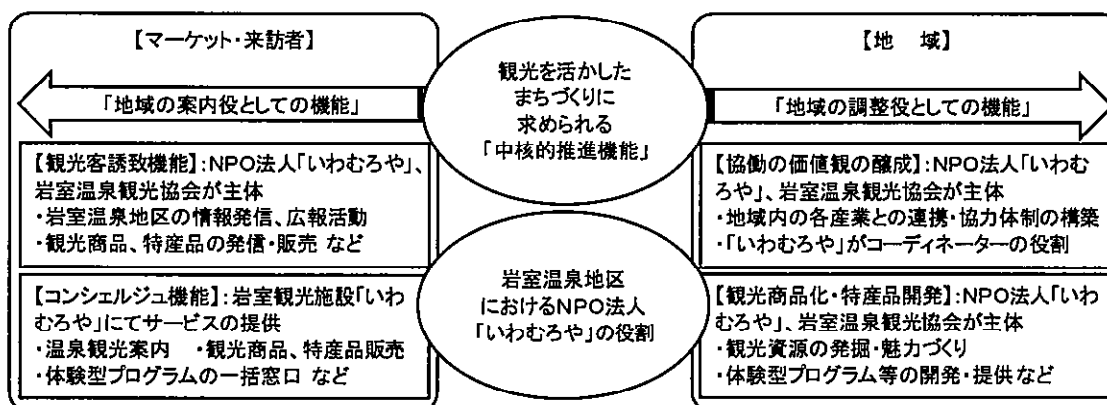 【マーケット・来訪者】
「地域の案内役としての機能」
【観光客誘致機能】:NPO法人「いわむろや」、
岩室温泉観光協会が主体
・岩室温泉地区の情報発信、広報活動
・観光商品、特産品の発信・販売 など
【コンシェルジュ機能】:岩室観光施設「いわ
むろや」にてサービスの提供
・温泉観光案内 ・観光商品、特産品販売
・体験型プログラムの一括窓口 など
観光を活かした
まちづくりに
求められる
「中核的推進機能」
岩室温泉地区
におけるNPO法人
「いわむろや」の役割
【地 域】
「地域の調整役としての機能」
【協働の価値観の醸成】:NPO法人「いわむ
ろや」、岩室温泉観光協会が主体
・地域内の各産業との連携・協力体制の構築
・「いわむろや」がコーディネーターの役割
【観光商品化・特産品開発】:NPO法人「いわ
むろや」、岩室温泉観光協会が主体
・観光資源の発掘・魅力づくり
・体験型プログラム等の開発・提供など